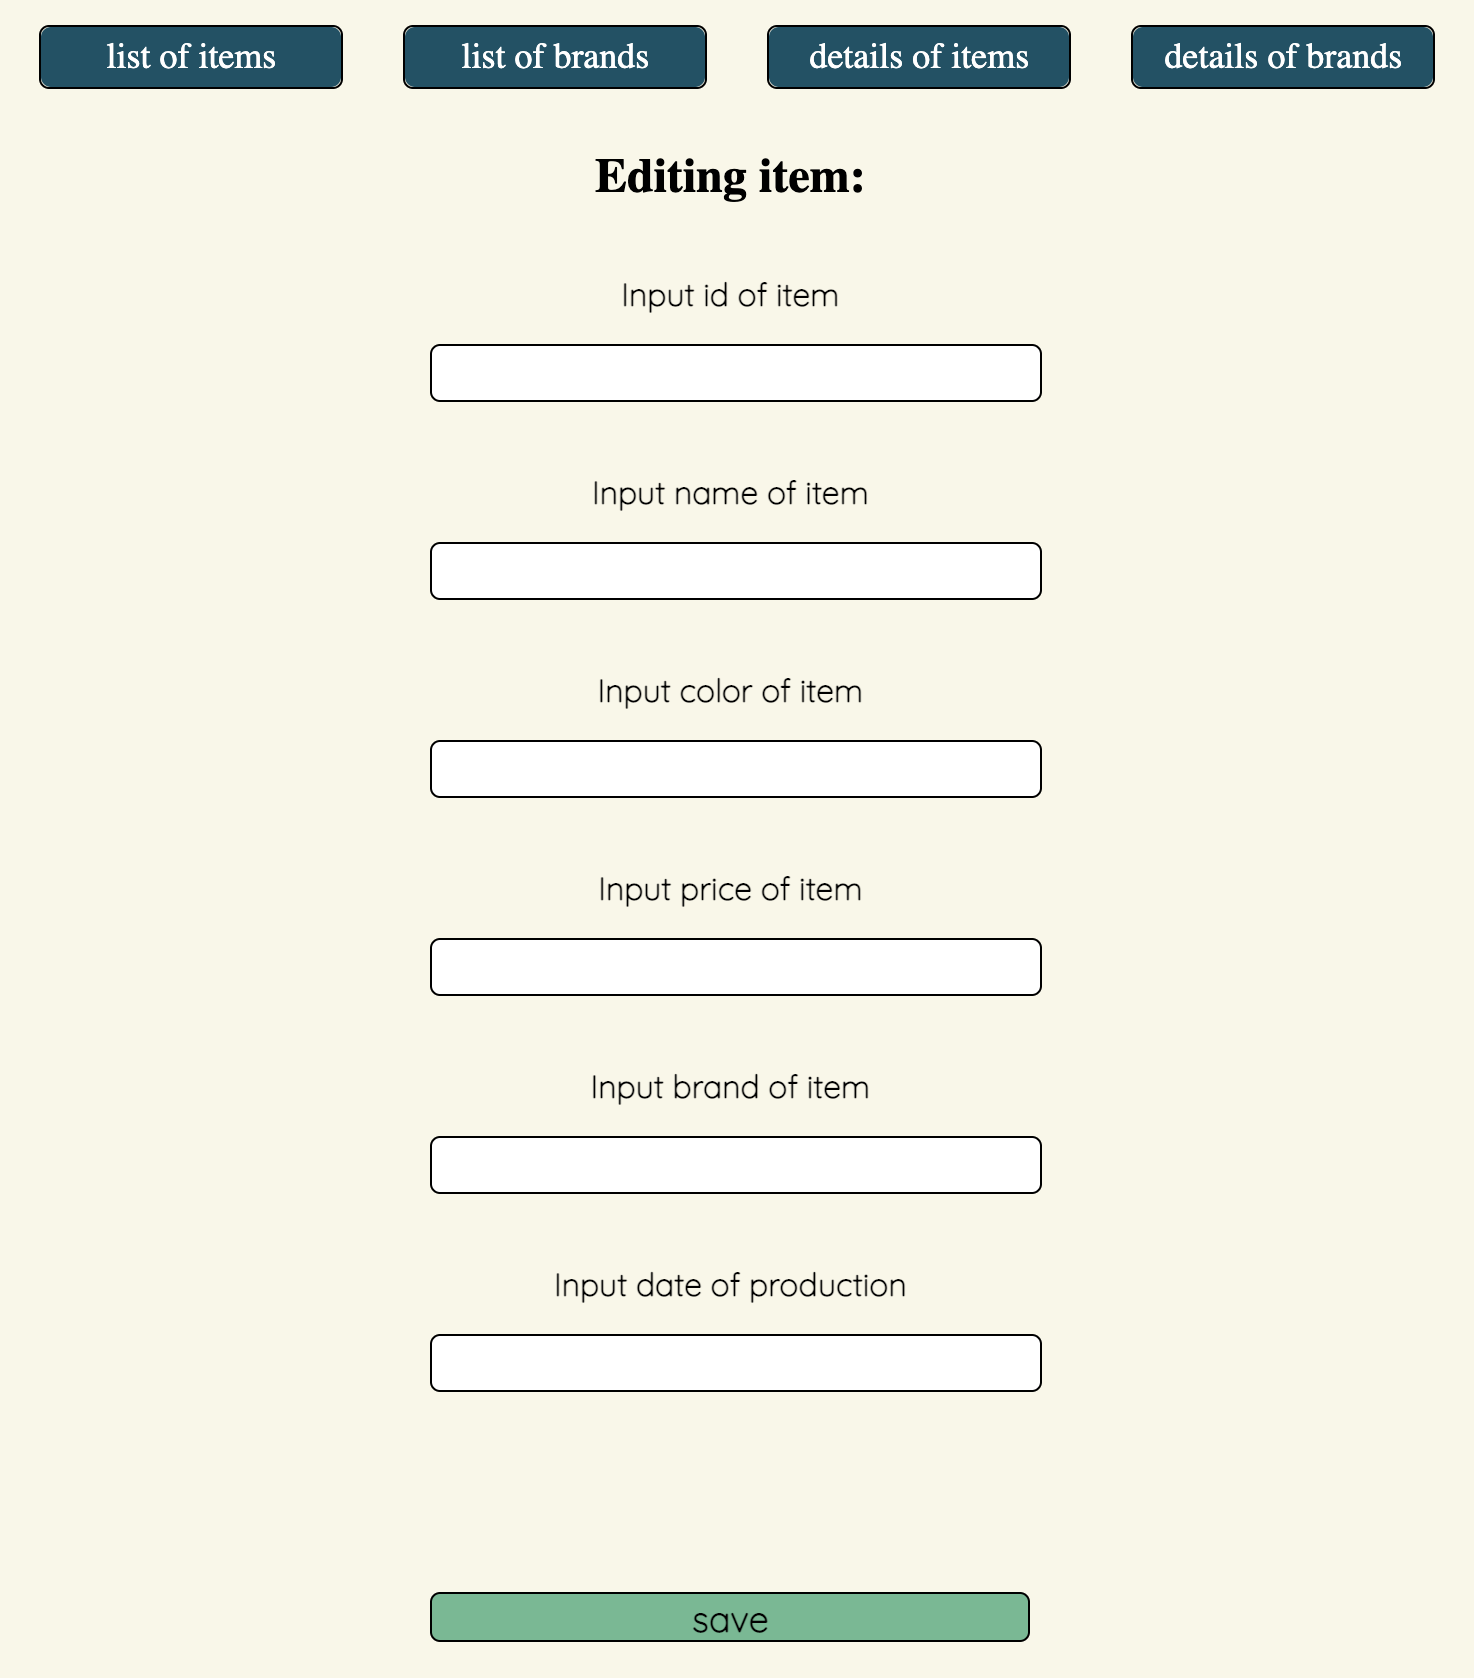 list of items
list of brands
details of items
details of brands
Editing item:
Input id of item
Input name of item
Input color of item
Input price of item
Input brand of item
Input date of production
save